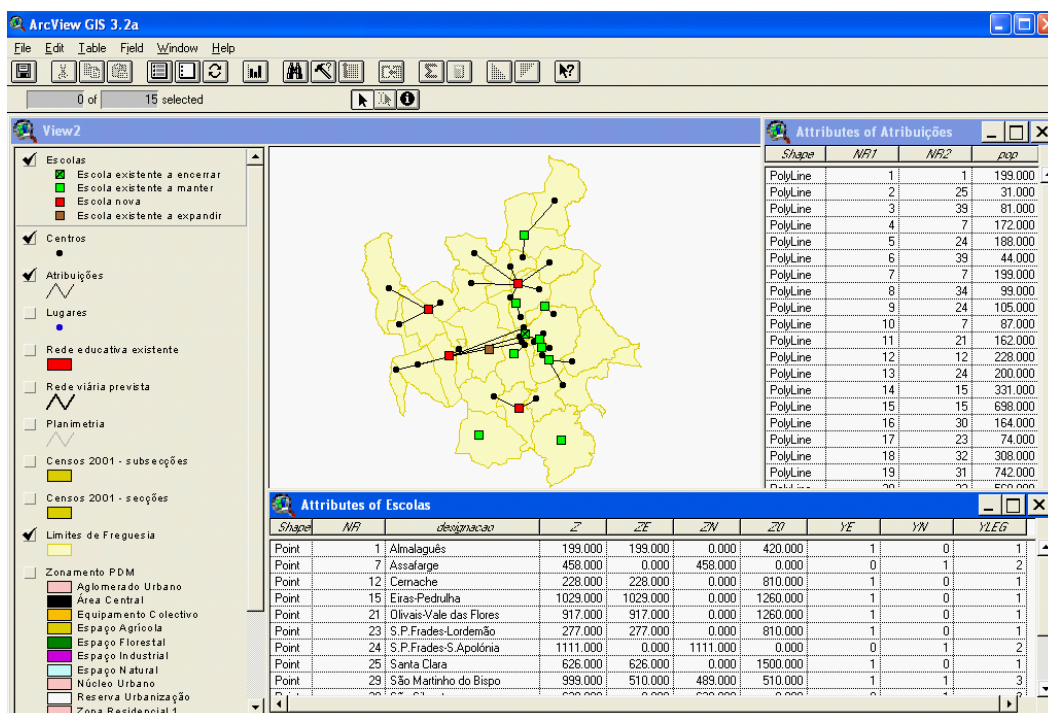 ArcView GIS 3.2a
File Edit Table Field Window Help
0 of 15 selected
View2
Escolas
Escola existente a encerrar
Escola existente a manter
Escola nova
Escola existente a expandir
Centros
Atribuições
Lugares
Rede educativa existente
Rede viária prevista
Planimetria
Censos 2001 - subsecções
Censos 2001 - secções
Limites de Freguesia
Zonamento PDM
Aglomerado Urbano
Área Central
Equipamento Colectivo
Espaço Agrícola
Espaço Florestal
Espaço Industrial
Espaço Natural
Núcleo Urbano
Reserva Urbanização
Zona Residencial 1
Attributes of Atribuições
Shape NR1 NR2 pop
PolyLine 1 1 199.000
PolyLine 2 25 31.000
PolyLine 3 39 81.000
PolyLine 4 7 172.000
PolyLine 5 24 188.000
PolyLine 6 39 44.000
PolyLine 7 7 199.000
PolyLine 8 34 99.000
PolyLine 9 24 105.000
PolyLine 10 7 87.000
PolyLine 11 21 162.000
PolyLine 12 12 228.000
PolyLine 13 24 200.000
PolyLine 14 15 331.000
PolyLine 15 15 698.000
PolyLine 16 30 164.000
PolyLine 17 23 74.000
PolyLine 18 32 308.000
PolyLine 19 31 742.000
Attributes of Escolas
Shape NR designacao Z ZE ZN Z0 YE YN YLEG
Point 1 Almalaguês 199.000 199.000 0.000 420.000 1 0 1
Point 7 Assafarge 458.000 0.000 458.000 0.000 0 1 2
Point 12 Cernache 228.000 228.000 0.000 810.000 1 0 1
Point 15 Eiras-Pedrulha 1029.000 1029.000 0.000 1260.000 1 0 1
Point 21 Olivais-Vale das Flores 917.000 917.000 0.000 1260.000 1 0 1
Point 23 S.P.Frades-Lordemão 277.000 277.000 0.000 810.000 1 0 1
Point 24 S.P.Frades-S.Apolónia 1111.000 0.000 1111.000 0.000 0 1 2
Point 25 Santa Clara 626.000 626.000 0.000 1500.000 1 0 1
Point 29 São Martinho do Bispo 999.000 510.000 489.000 510.000 1 1 3